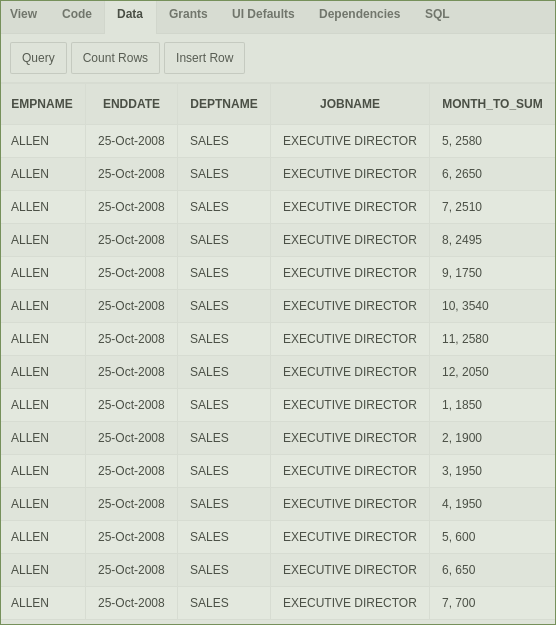 View Code Data Grants UI Defaults Dependencies SQL
Query Count Rows Insert Row
EMPNAME ENDDATE DEPTNAME JOBNAME MONTH_TO_SUM
ALLEN 25-Oct-2008 SALES EXECUTIVE DIRECTOR 5, 2580
ALLEN 25-Oct-2008 SALES EXECUTIVE DIRECTOR 6, 2650
ALLEN 25-Oct-2008 SALES EXECUTIVE DIRECTOR 7, 2510
ALLEN 25-Oct-2008 SALES EXECUTIVE DIRECTOR 8, 2495
ALLEN 25-Oct-2008 SALES EXECUTIVE DIRECTOR 9, 1750
ALLEN 25-Oct-2008 SALES EXECUTIVE DIRECTOR 10, 3540
ALLEN 25-Oct-2008 SALES EXECUTIVE DIRECTOR 11, 2580
ALLEN 25-Oct-2008 SALES EXECUTIVE DIRECTOR 12, 2050
ALLEN 25-Oct-2008 SALES EXECUTIVE DIRECTOR 1, 1850
ALLEN 25-Oct-2008 SALES EXECUTIVE DIRECTOR 2, 1900
ALLEN 25-Oct-2008 SALES EXECUTIVE DIRECTOR 3, 1950
ALLEN 25-Oct-2008 SALES EXECUTIVE DIRECTOR 4, 1950
ALLEN 25-Oct-2008 SALES EXECUTIVE DIRECTOR 5, 600
ALLEN 25-Oct-2008 SALES EXECUTIVE DIRECTOR 6, 650
ALLEN 25-Oct-2008 SALES EXECUTIVE DIRECTOR 7, 700